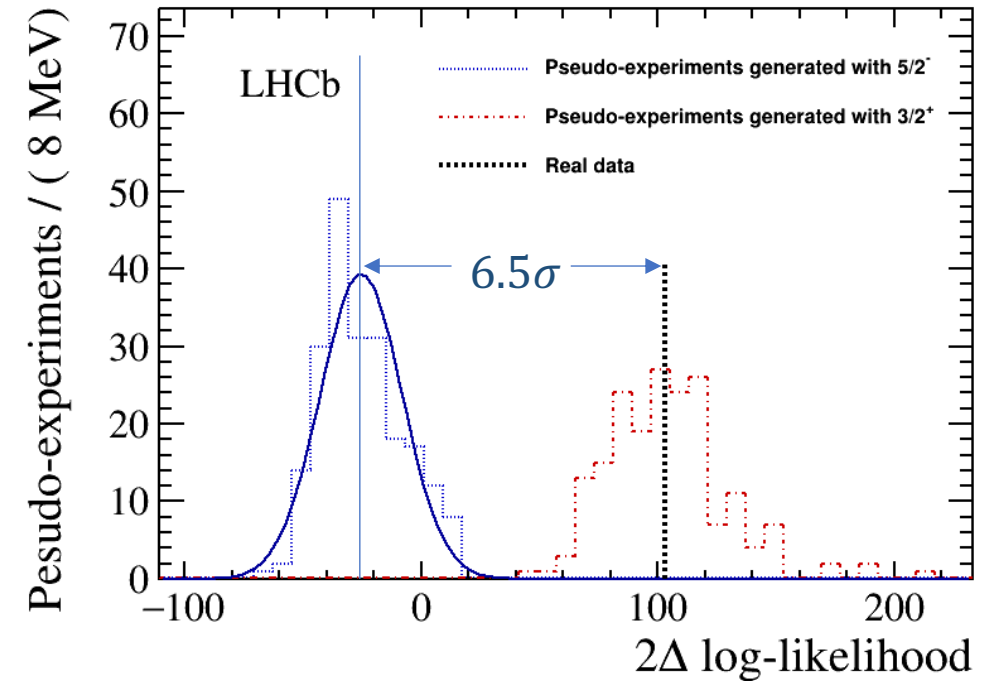 Pesudo-experiments / ( 8 MeV)
70
60
50
40
30
20
10
0
LHCb
Pseudo-experiments generated with 5/2⁻
Pseudo-experiments generated with 3/2⁺
Real data
6.5σ
−100 0 100 200
2Δ log-likelihood